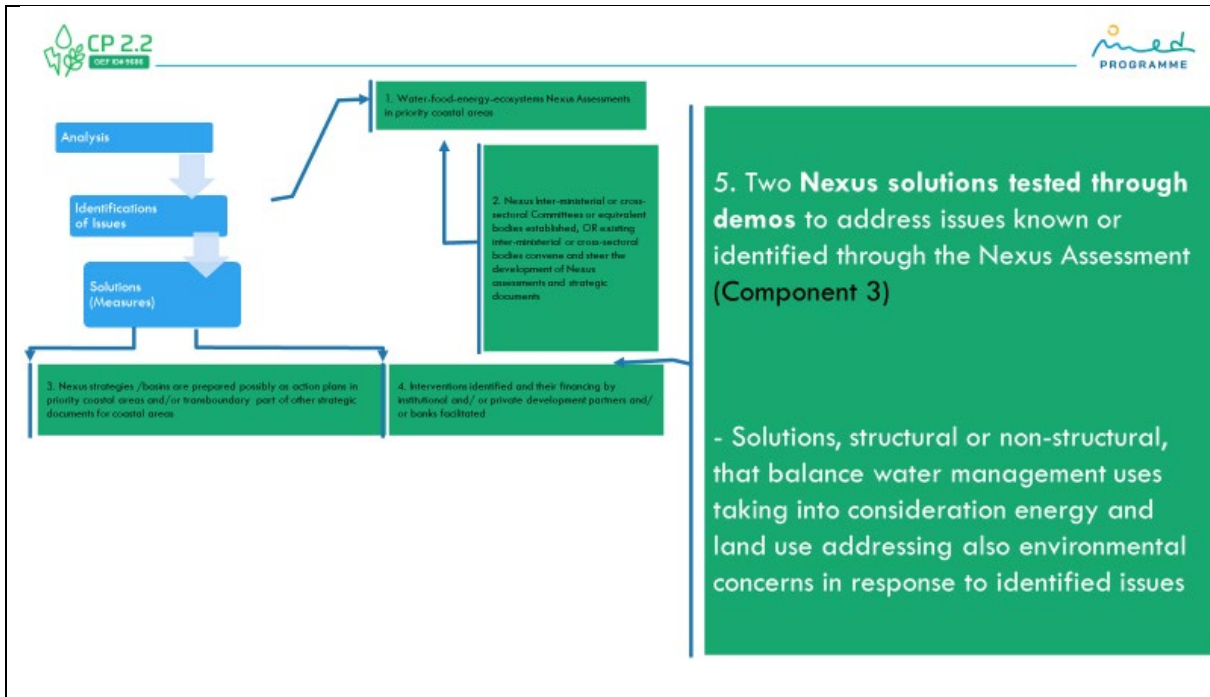 CP 2.2
GEF ID# 9686
med
PROGRAMME
Analysis
Identifications
of Issues
Solutions
(Measures)
1. Water-food-energy-ecosystems Nexus Assessments
in priority coastal areas
2. Nexus Inter-ministerial or cross-
sectoral Committees or equivalent
bodies established, OR existing
inter-ministerial or cross-sectoral
bodies convene and steer the
development of Nexus
assessments and strategic
documents
3. Nexus strategies /basins are prepared possibly as action plans in
priority coastal areas and/or transboundary part of other strategic
documents for coastal areas
4. Interventions identified and their financing by
institutional and/ or private development partners and/
or banks facilitated
5. Two Nexus solutions tested through
demos to address issues known or
identified through the Nexus Assessment
(Component 3)
- Solutions, structural or non-structural,
that balance water management uses
taking into consideration energy and
land use addressing also environmental
concerns in response to identified issues